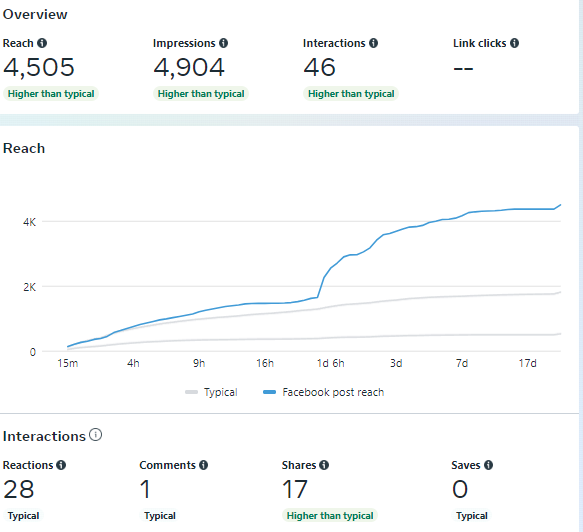 Overview
Reach Impressions Interactions Link clicks
4,505 4,904 46 --
Higher than typical Higher than typical Higher than typical
Reach
4K
2K
0
15m 4h 9h 16h 1d 6h 3d 7d 17d
Typical Facebook post reach
Interactions
Reactions Comments Shares Saves
28 1 17 0
Typical Typical Higher than typical Typical